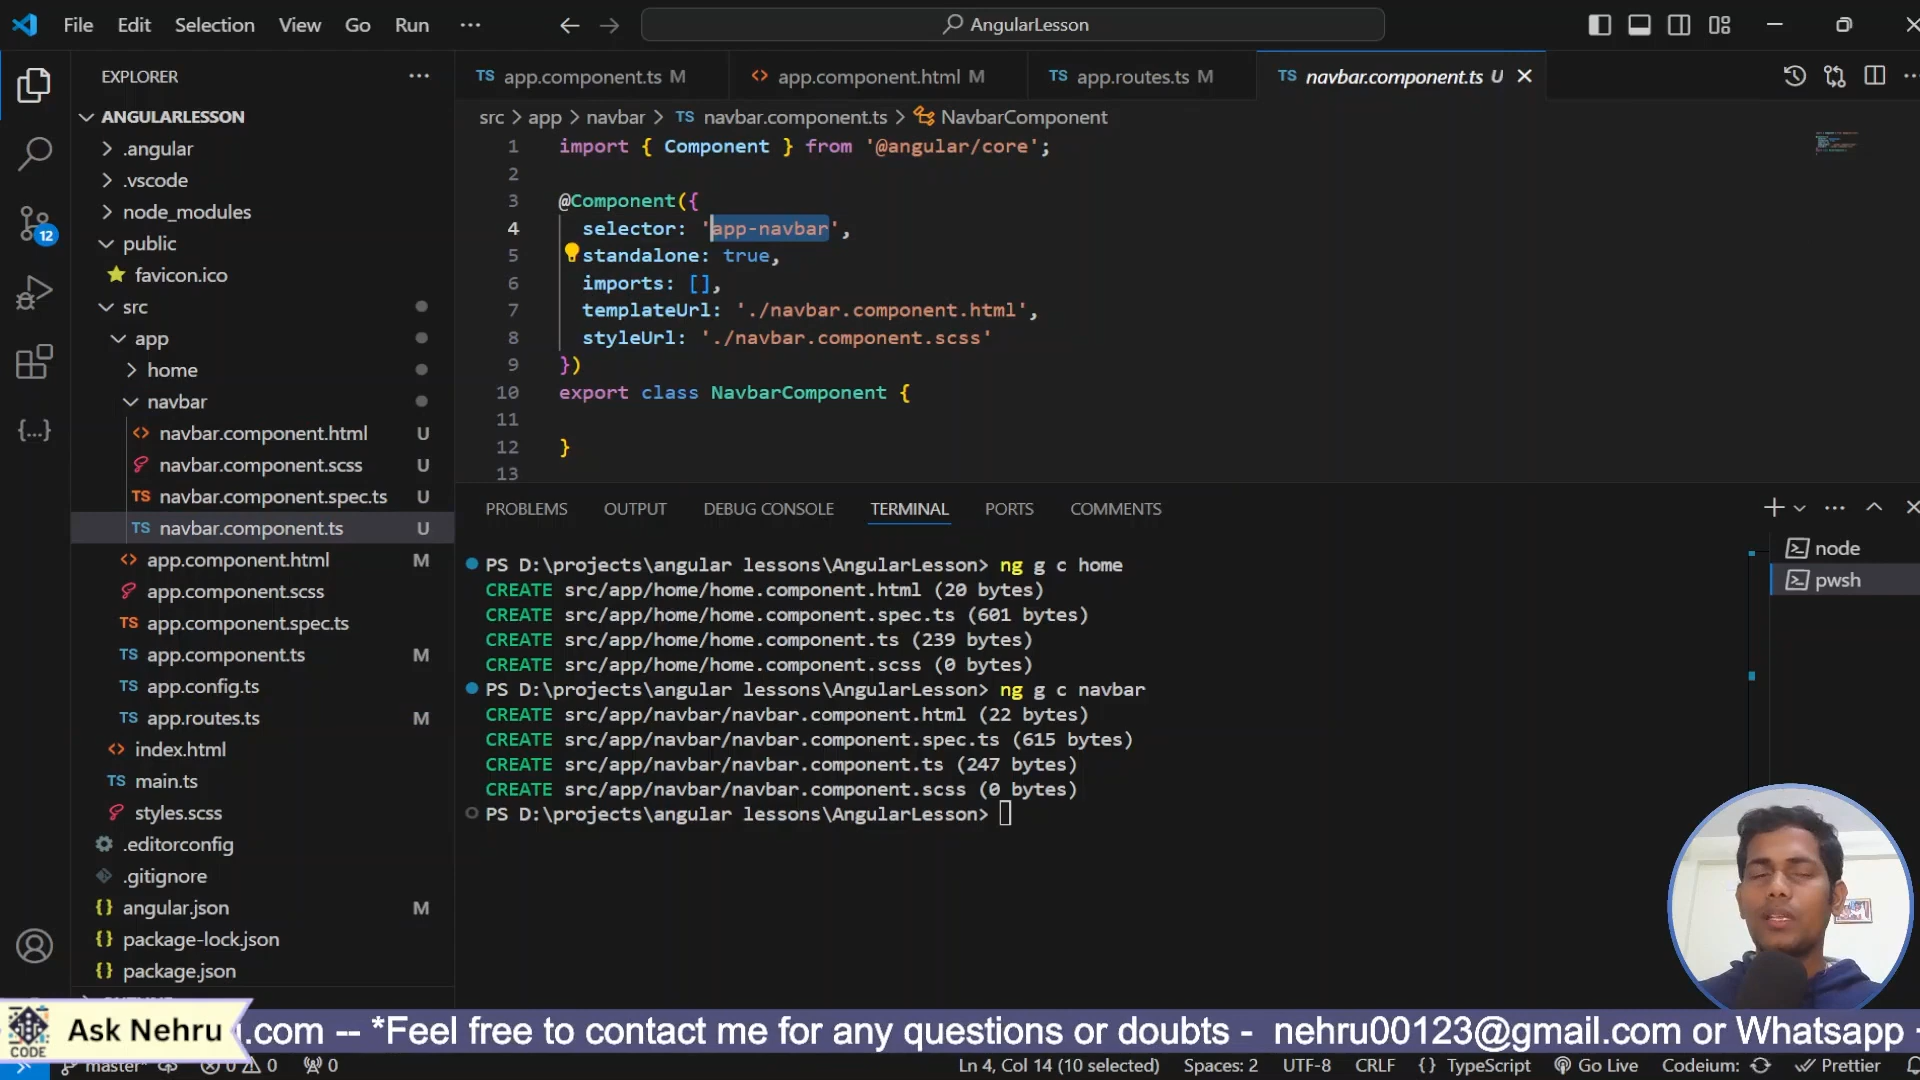 File Edit Selection View Go Run ··· AngularLesson
EXPLORER ···
ANGULARLESSON
.angular
.vscode
node_modules
public
favicon.ico
src
app
home
navbar
navbar.component.html U
navbar.component.scss U
navbar.component.spec.ts U
TS navbar.component.ts U
app.component.html M
app.component.scss
TS app.component.spec.ts
TS app.component.ts M
TS app.config.ts
TS app.routes.ts M
index.html
TS main.ts
styles.scss
.editorconfig
.gitignore
{} angular.json M
{} package-lock.json
{} package.json
12
TS app.component.ts M <> app.component.html M TS app.routes.ts M TS navbar.component.ts U
src > app > navbar > TS navbar.component.ts > NavbarComponent
1 import { Component } from '@angular/core';
2
3 @Component({
4 selector: 'app-navbar',
5 standalone: true,
6 imports: [],
7 templateUrl: './navbar.component.html',
8 styleUrl: './navbar.component.scss'
9 })
10 export class NavbarComponent {
11
12 }
13
PROBLEMS OUTPUT DEBUG CONSOLE TERMINAL PORTS COMMENTS
node
pwsh
PS D:\projects\angular lessons\AngularLesson> ng g c home
CREATE src/app/home/home.component.html (20 bytes)
CREATE src/app/home/home.component.spec.ts (601 bytes)
CREATE src/app/home/home.component.ts (239 bytes)
CREATE src/app/home/home.component.scss (0 bytes)
PS D:\projects\angular lessons\AngularLesson> ng g c navbar
CREATE src/app/navbar/navbar.component.html (22 bytes)
CREATE src/app/navbar/navbar.component.spec.ts (615 bytes)
CREATE src/app/navbar/navbar.component.ts (247 bytes)
CREATE src/app/navbar/navbar.component.scss (0 bytes)
PS D:\projects\angular lessons\AngularLesson>
CODE
Ask Nehru
.com -- *Feel free to contact me for any questions or doubts - nehru00123@gmail.com or Whatsapp -
master* 0 0 0 Ln 4, Col 14 (10 selected) Spaces: 2 UTF-8 CRLF {} TypeScript Go Live Codeium: Prettier